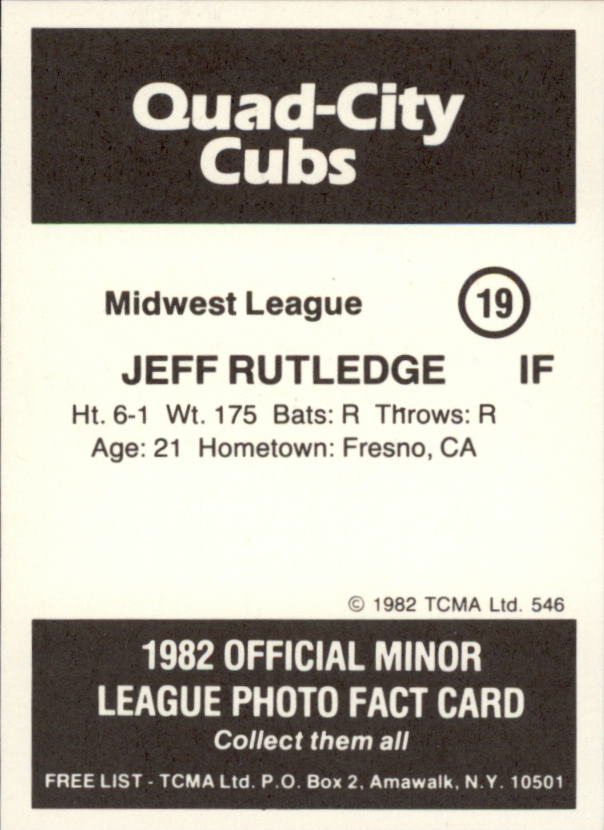 Quad-City
Cubs
Midwest League 19
JEFF RUTLEDGE IF
Ht. 6-1 Wt. 175 Bats: R Throws: R
Age: 21 Hometown: Fresno, CA
© 1982 TCMA Ltd. 546
1982 OFFICIAL MINOR
LEAGUE PHOTO FACT CARD
Collect them all
FREE LIST - TCMA Ltd. P.O. Box 2, Amawalk, N.Y. 10501